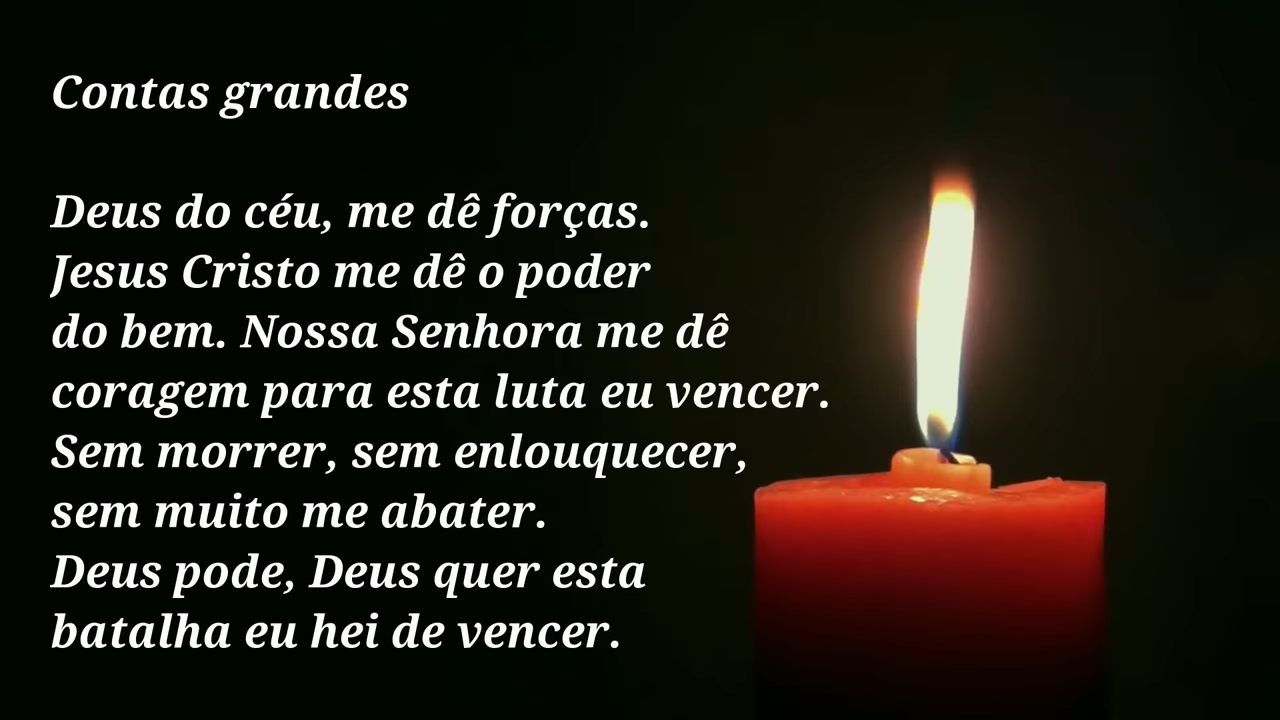 Contas grandes
Deus do céu, me dê forças.
Jesus Cristo me dê o poder
do bem. Nossa Senhora me dê
coragem para esta luta eu vencer.
Sem morrer, sem enlouquecer,
sem muito me abater.
Deus pode, Deus quer esta
batalha eu hei de vencer.